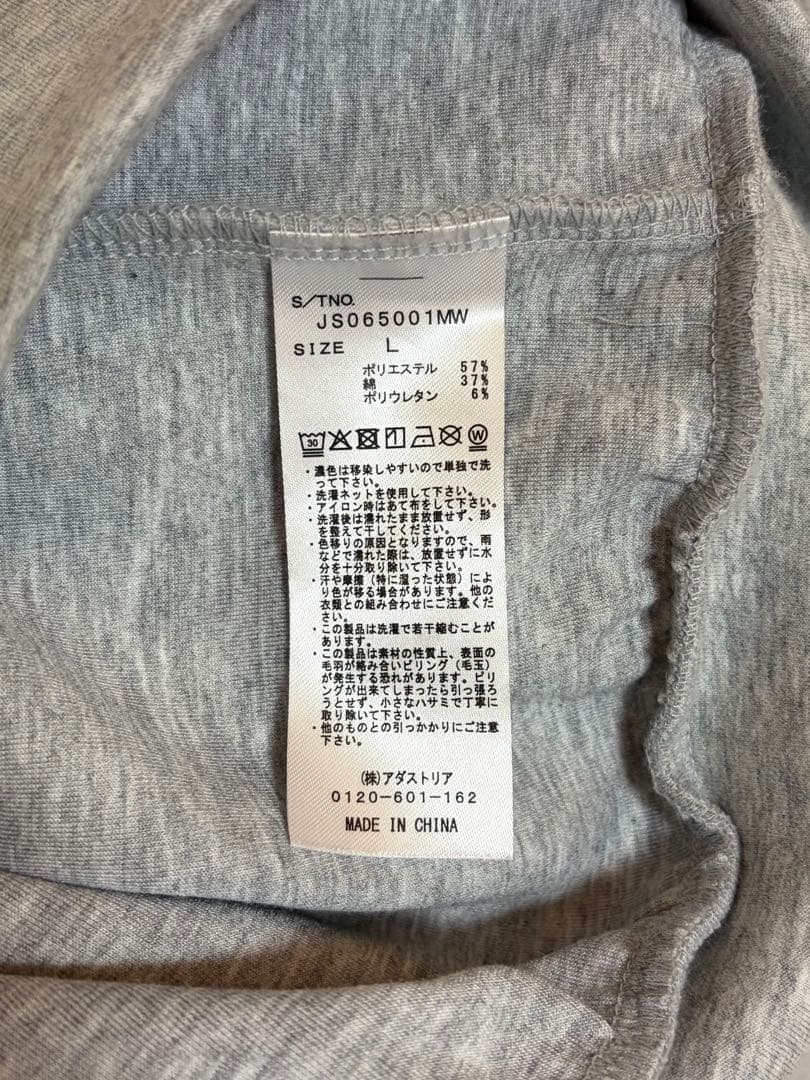 S/TNO.
JS065001MW
SIZE L
ポリエステル 57%
綿 37%
ポリウレタン 6%
30 W
・濃色は移染しやすいので単独で洗
って下さい。
・洗濯ネットを使用して下さい。
・アイロン時はあて布をして下さい。
・洗濯後は濡れたまま放置せず、形
を整えて干してください。
・色移りの原因となりますので、雨
などで濡れた際は、放置せずに水
分を十分取り除いて下さい。
・汗や摩擦（特に湿った状態）によ
り色が移る場合があります。他の
衣類との組み合わせにご注意くだ
さい。
・この製品は洗濯で若干縮むことが
あります。
・この製品は素材の性質上、表面の
毛羽が絡み合いピリング（毛玉）
が発生する恐れがあります。ピリ
ングが出来てしまったら引っ張ろ
うとせず、小さなハサミで丁寧に
取り除いて下さい。
・他のものとの引っかかりにご注意
下さい。
(株)アダストリア
0120-601-162
MADE IN CHINA